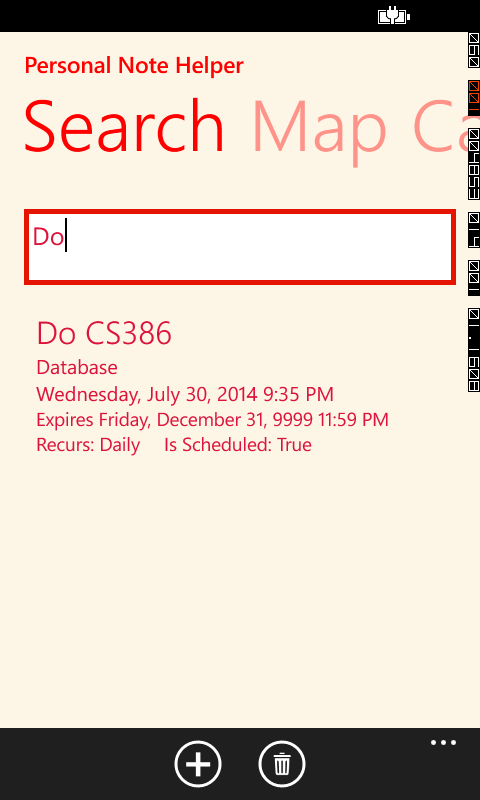 Personal Note Helper
Search Map Ca
Do
Do CS386
Database
Wednesday, July 30, 2014 9:35 PM
Expires Friday, December 31, 9999 11:59 PM
Recurs: Daily Is Scheduled: True